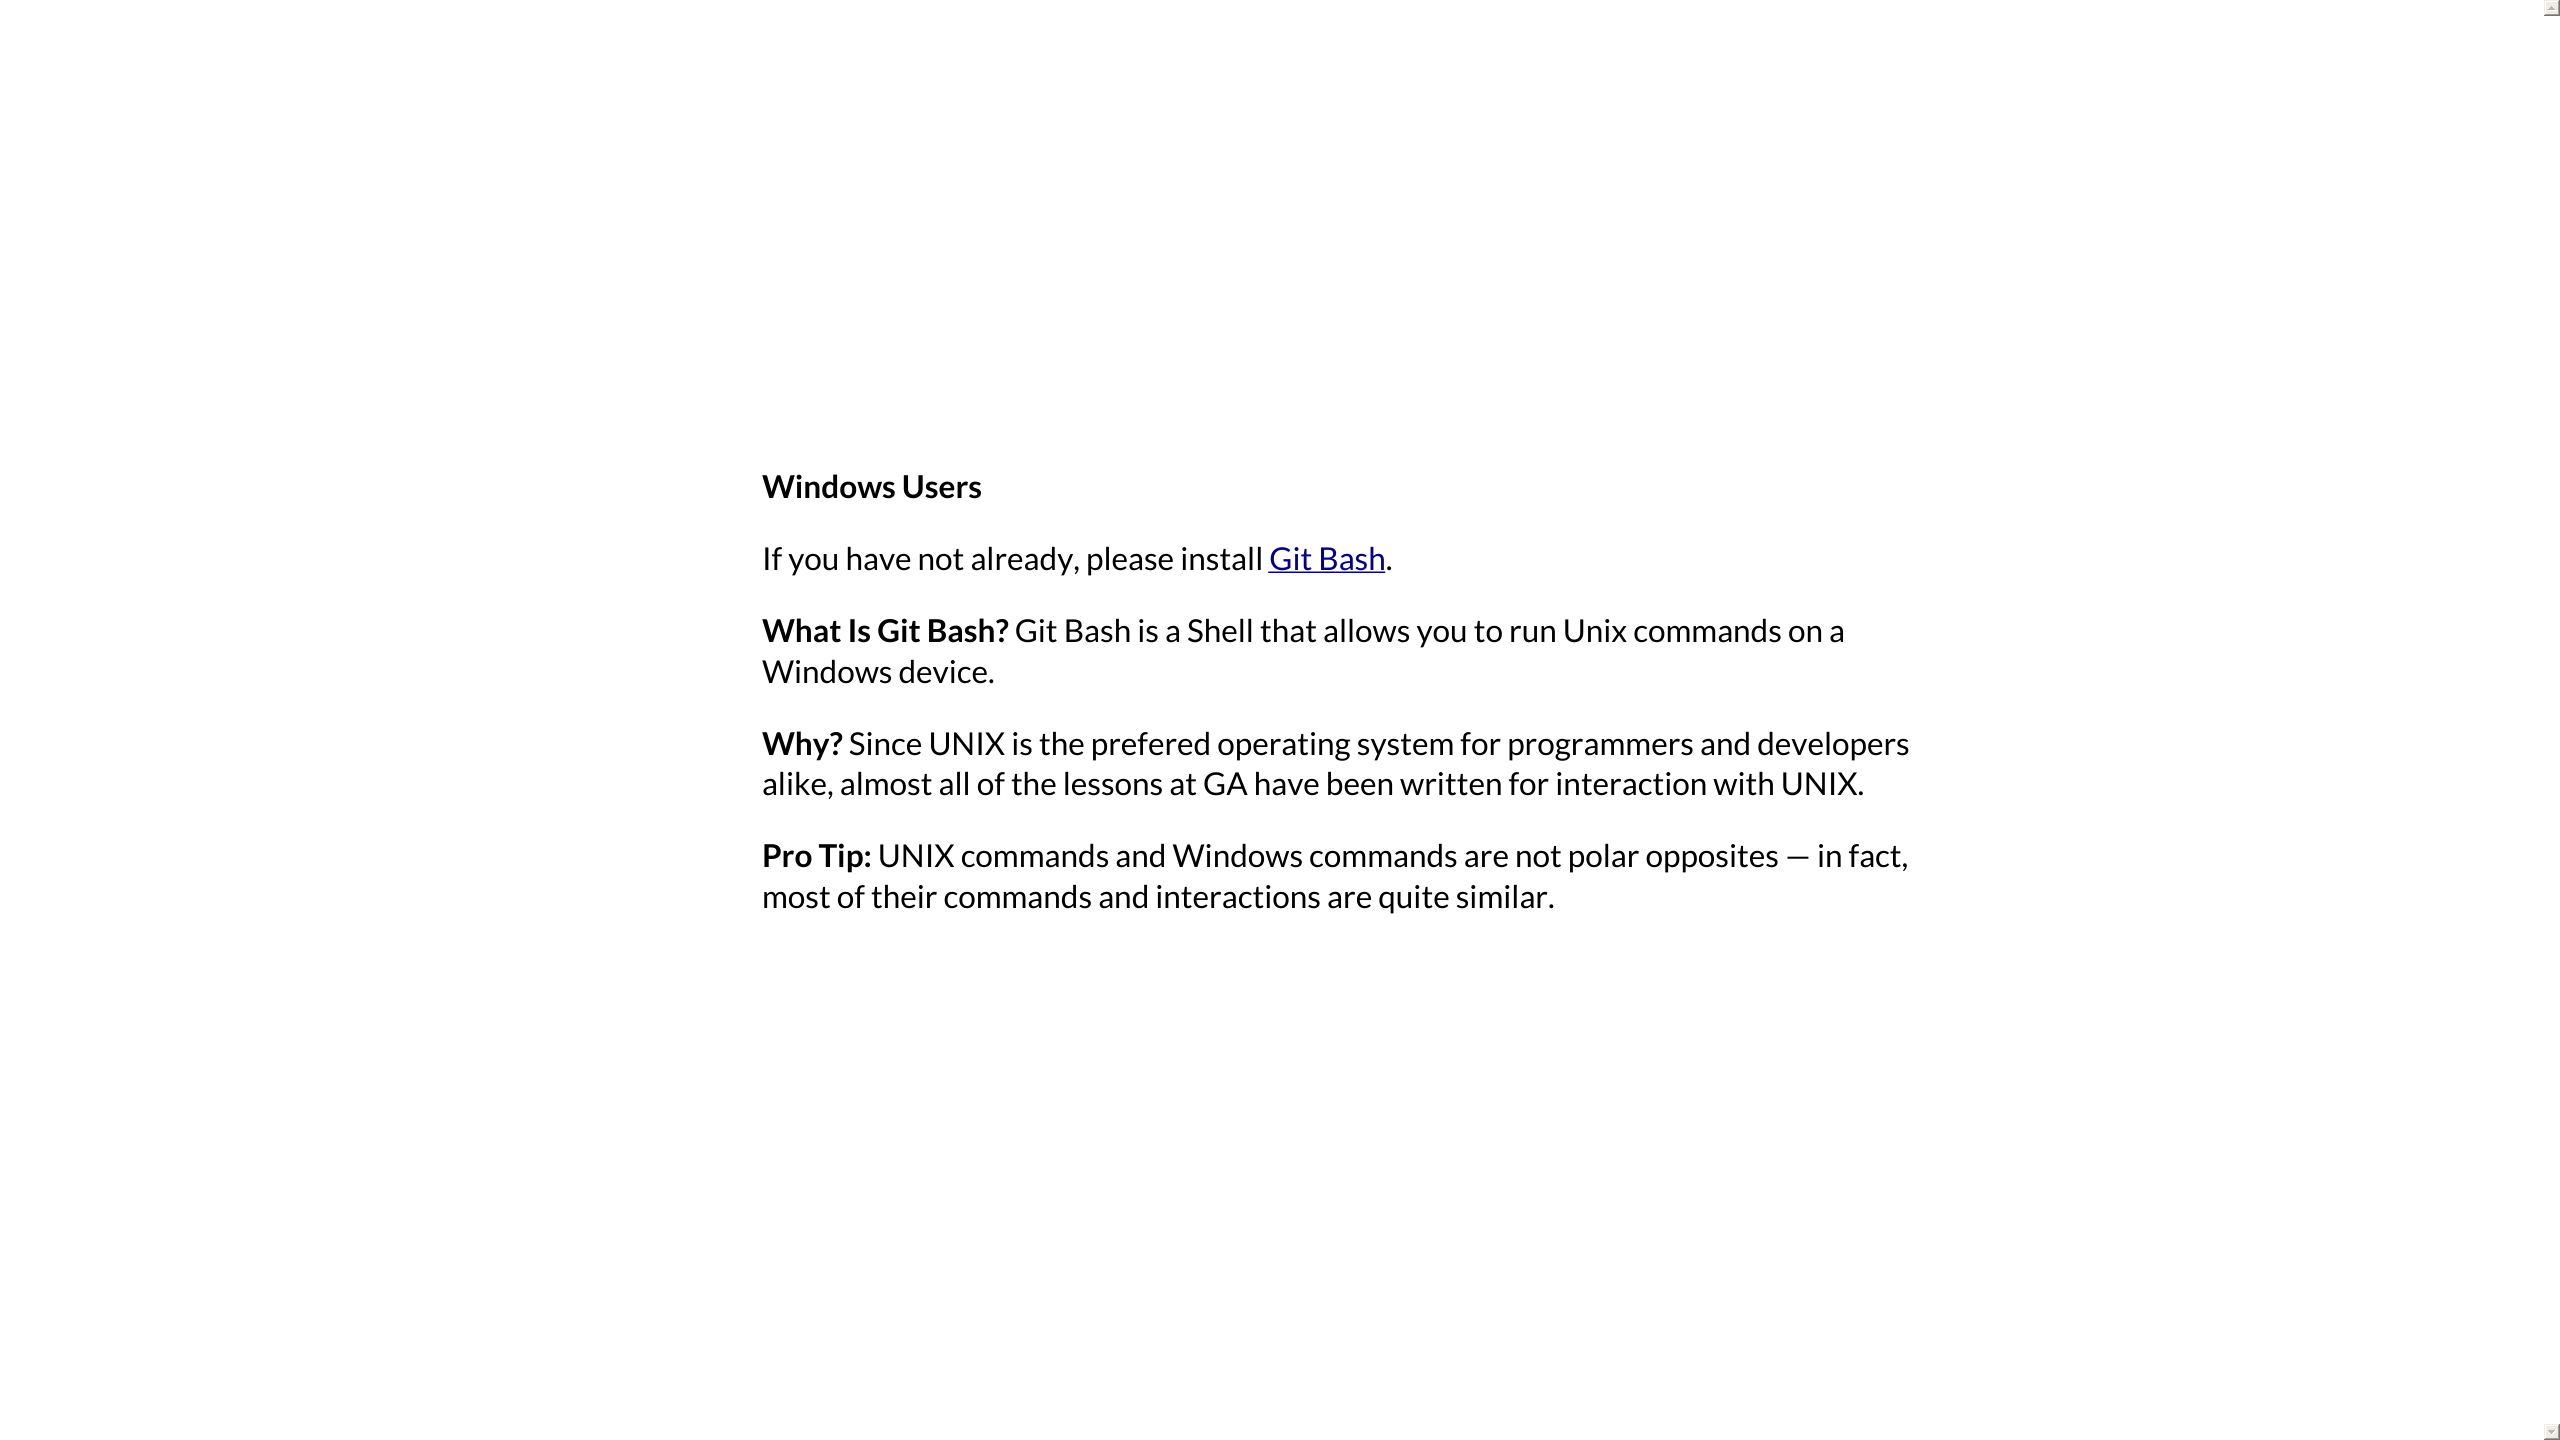 Windows Users
If you have not already, please install Git Bash.
What Is Git Bash? Git Bash is a Shell that allows you to run Unix commands on a
Windows device.
Why? Since UNIX is the prefered operating system for programmers and developers
alike, almost all of the lessons at GA have been written for interaction with UNIX.
Pro Tip: UNIX commands and Windows commands are not polar opposites — in fact,
most of their commands and interactions are quite similar.